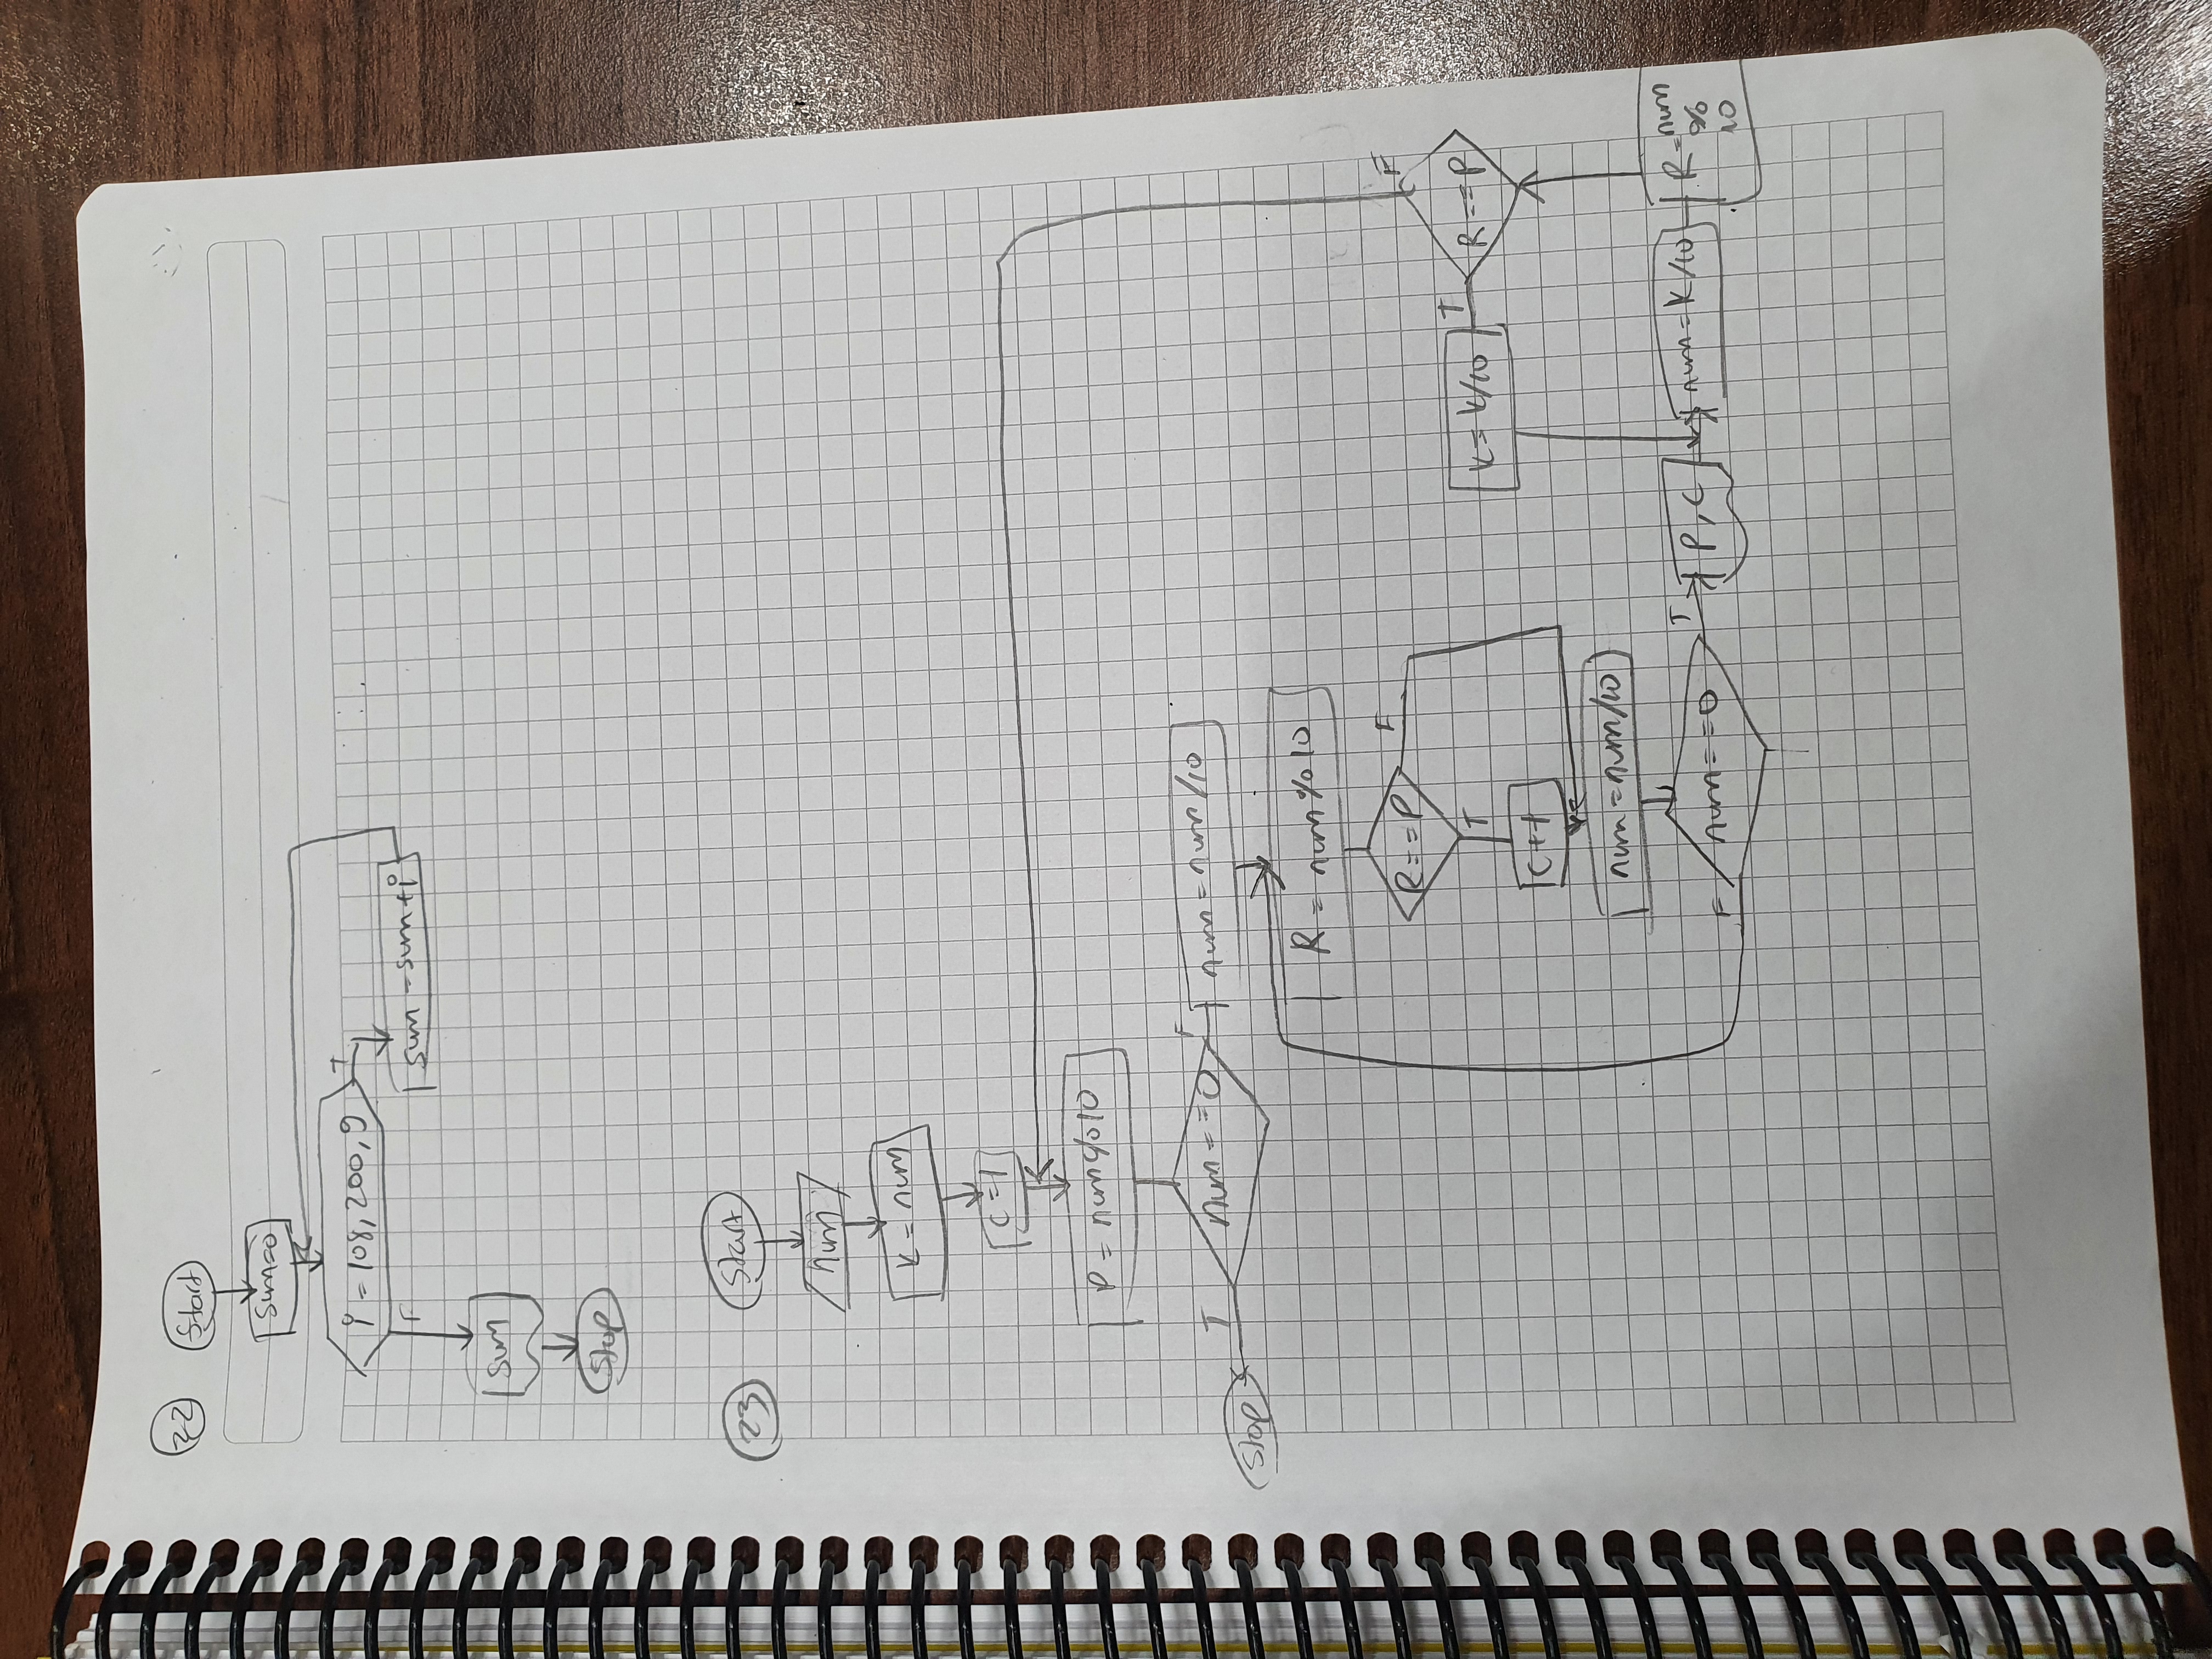 22
Start
sum=0
i = 108, 200, 9
T
sum = sum + i
F
sum
Stop
23
Start
num
K = num
C = 1
P = num % 10
num == 0
T
Stop
F
num = num / 10
R = num % 10
R == P
F
T
C + 1
num = num / 10
num == 0
F
T
P, C
num = K / 10
R = num
%
10
R == P
T
K = K / 10
F